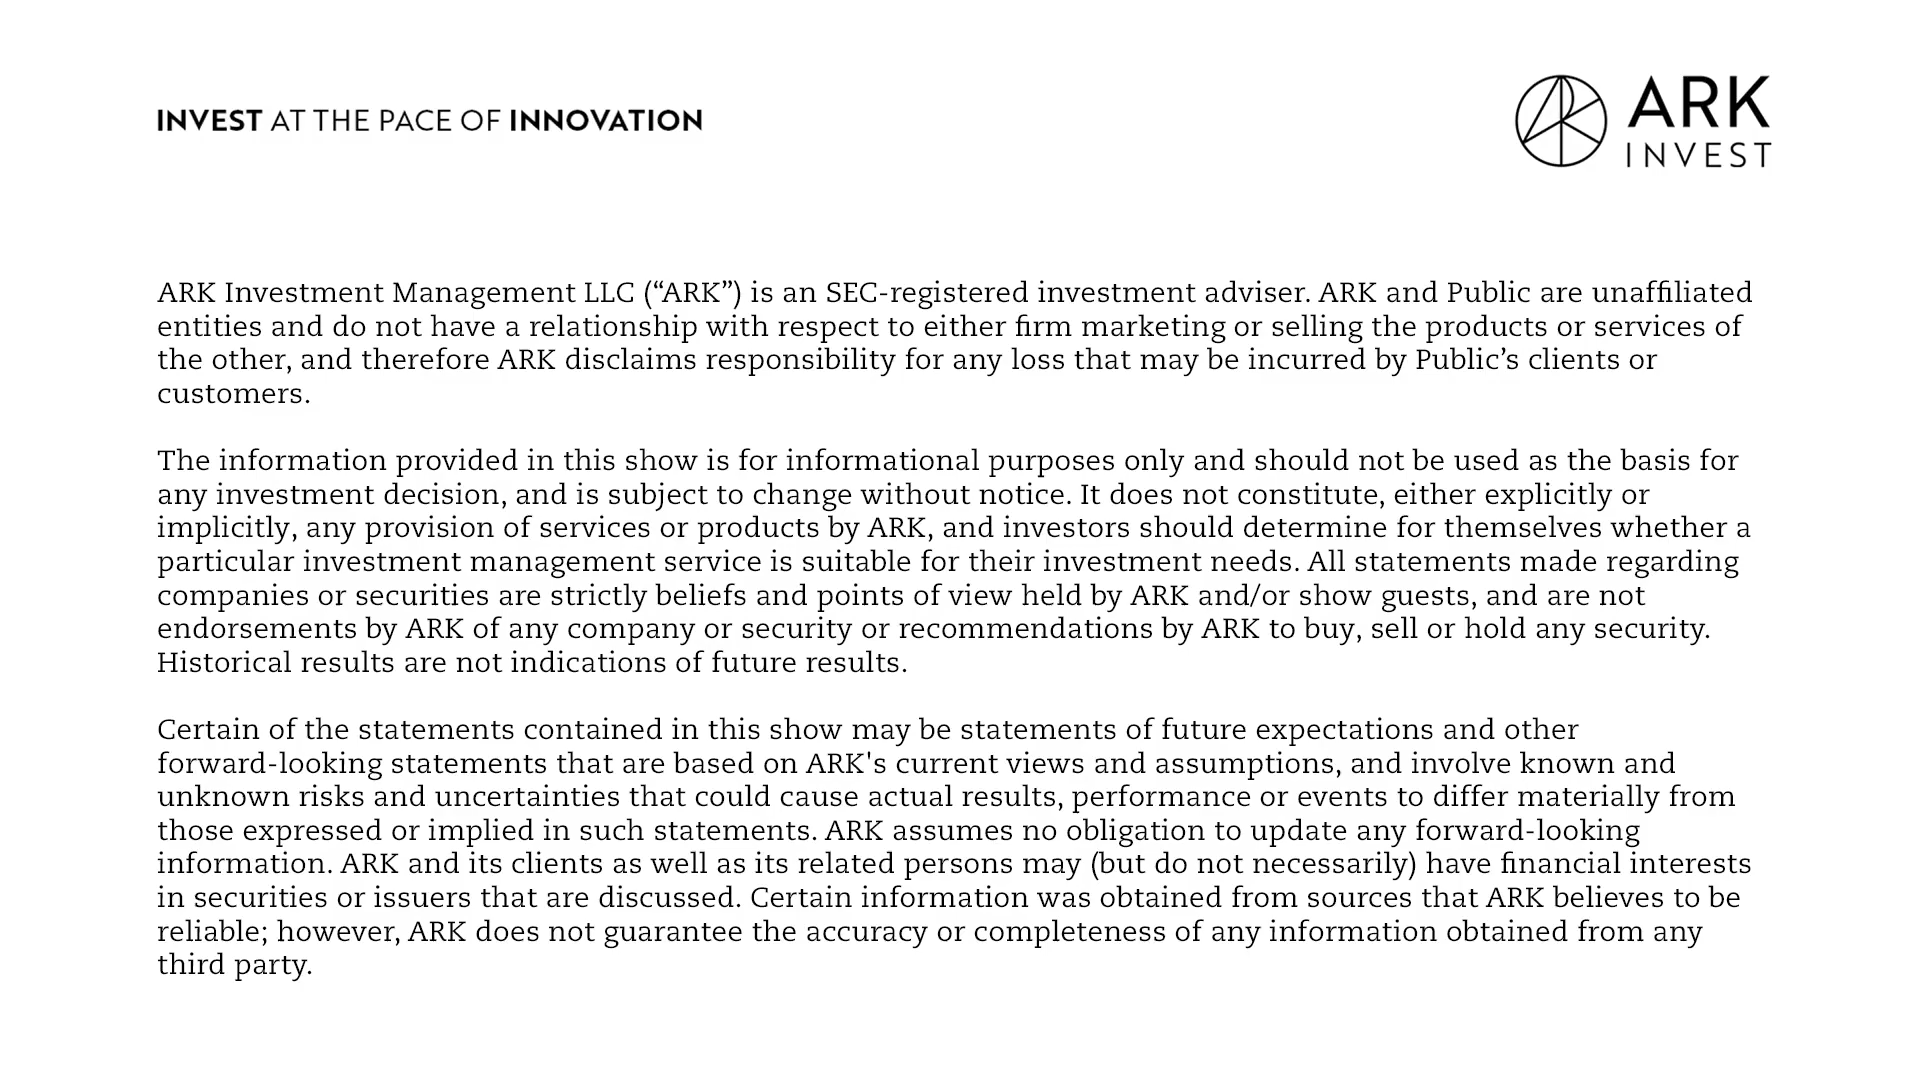 INVEST AT THE PACE OF INNOVATION
ARK
INVEST
ARK Investment Management LLC (“ARK”) is an SEC-registered investment adviser. ARK and Public are unaffiliated
entities and do not have a relationship with respect to either firm marketing or selling the products or services of
the other, and therefore ARK disclaims responsibility for any loss that may be incurred by Public’s clients or
customers.
The information provided in this show is for informational purposes only and should not be used as the basis for
any investment decision, and is subject to change without notice. It does not constitute, either explicitly or
implicitly, any provision of services or products by ARK, and investors should determine for themselves whether a
particular investment management service is suitable for their investment needs. All statements made regarding
companies or securities are strictly beliefs and points of view held by ARK and/or show guests, and are not
endorsements by ARK of any company or security or recommendations by ARK to buy, sell or hold any security.
Historical results are not indications of future results.
Certain of the statements contained in this show may be statements of future expectations and other
forward-looking statements that are based on ARK's current views and assumptions, and involve known and
unknown risks and uncertainties that could cause actual results, performance or events to differ materially from
those expressed or implied in such statements. ARK assumes no obligation to update any forward-looking
information. ARK and its clients as well as its related persons may (but do not necessarily) have financial interests
in securities or issuers that are discussed. Certain information was obtained from sources that ARK believes to be
reliable; however, ARK does not guarantee the accuracy or completeness of any information obtained from any
third party.